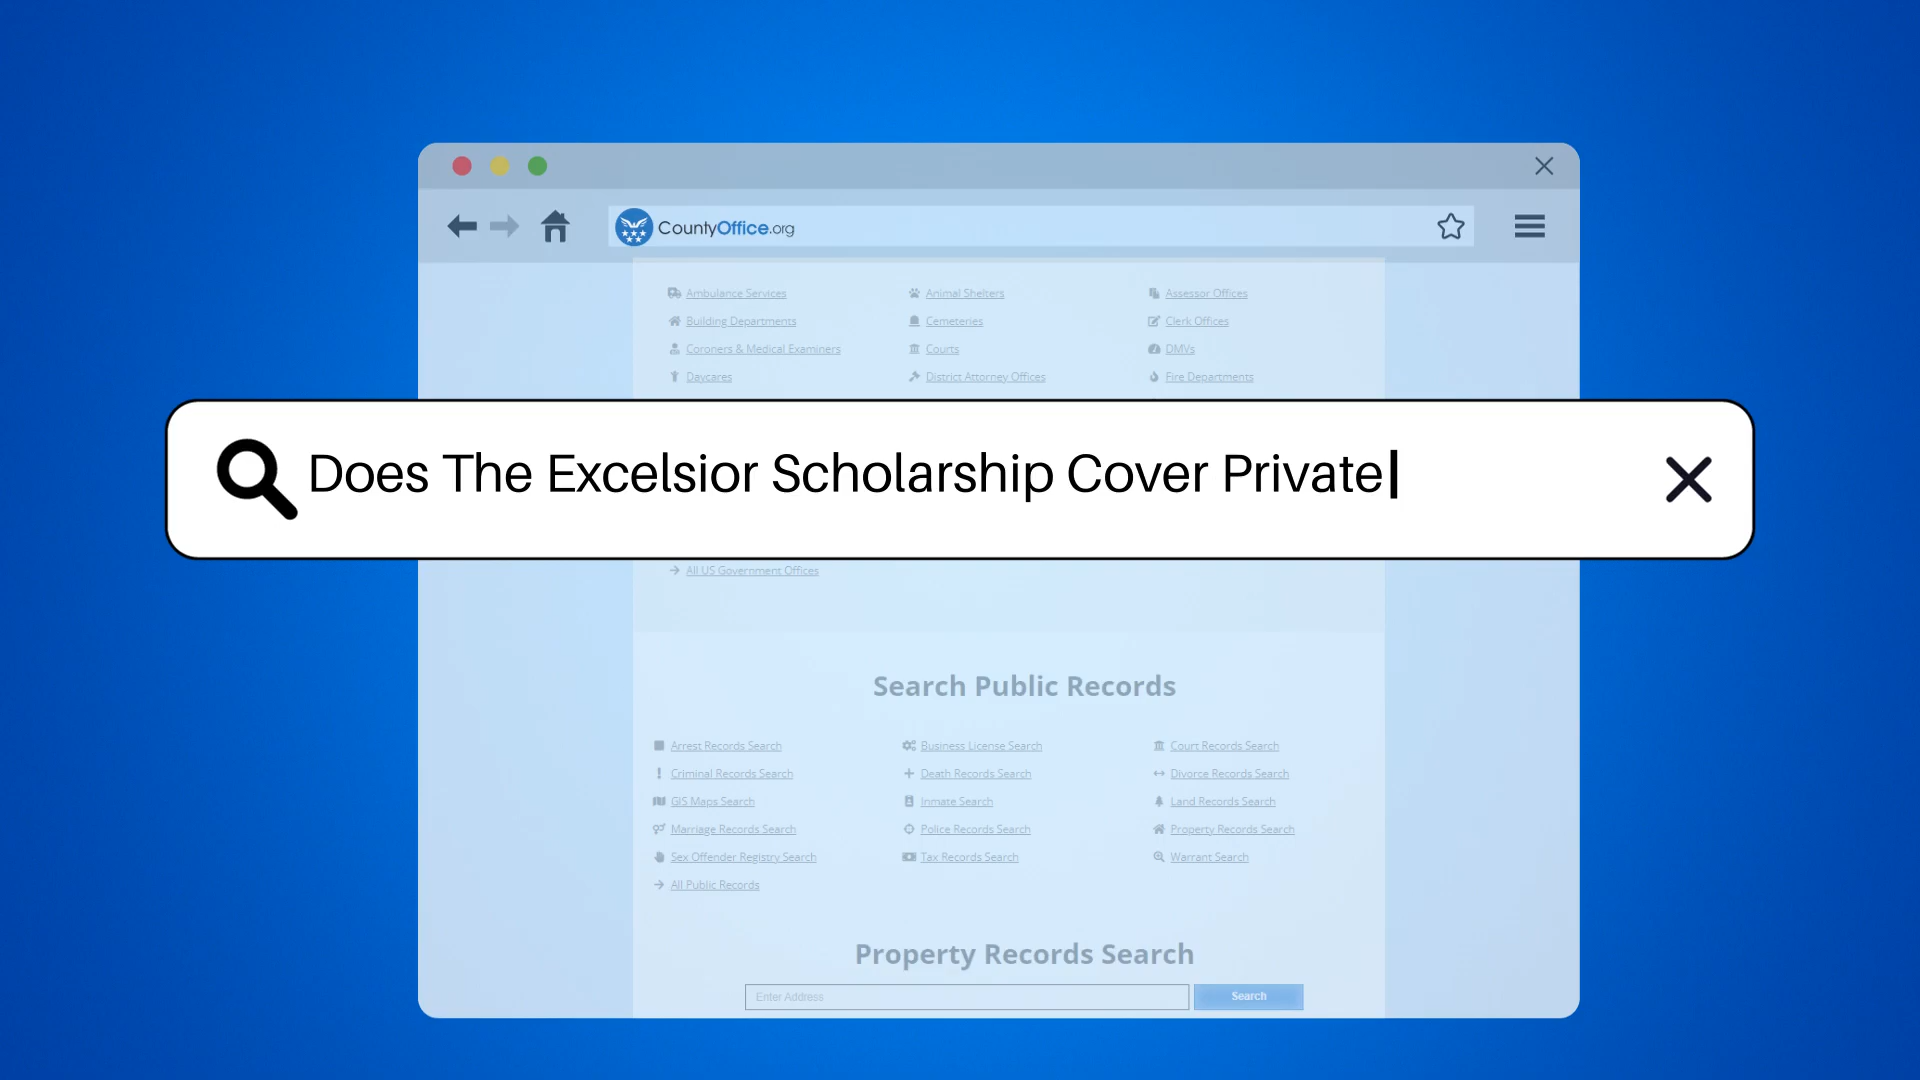 CountyOffice.org
Ambulance Services Animal Shelters Assessor Offices
Building Departments Cemeteries Clerk Offices
Coroners & Medical Examiners Courts DMVs
Daycares District Attorney Offices Fire Departments
Does The Excelsior Scholarship Cover Private
All US Government Offices
Search Public Records
Arrest Records Search Business License Search Court Records Search
Criminal Records Search Death Records Search Divorce Records Search
GIS Maps Search Inmate Search Land Records Search
Marriage Records Search Police Records Search Property Records Search
Sex Offender Registry Search Tax Records Search Warrant Search
All Public Records
Property Records Search
Enter Address Search